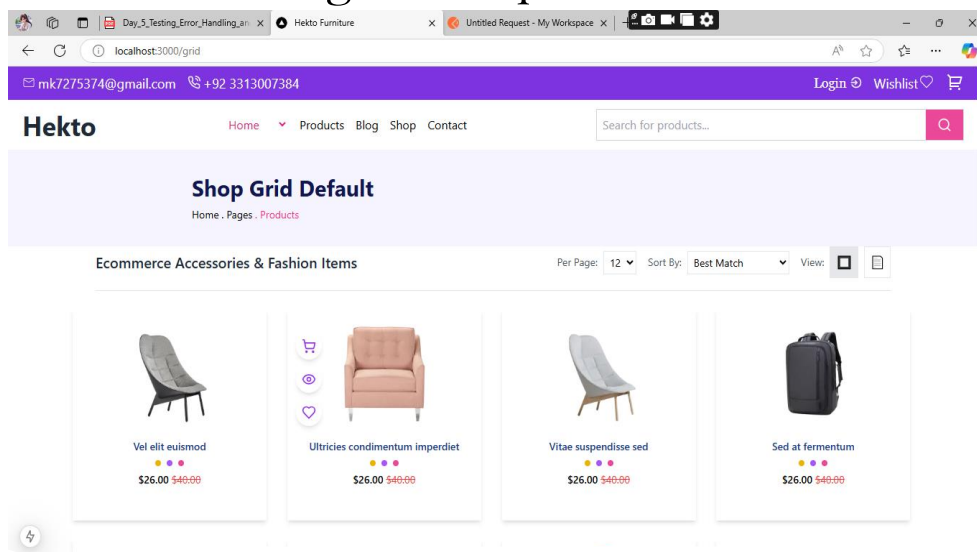 Day_5_Testing_Error_Handling_an
Hekto Furniture
Untitled Request - My Workspace
localhost:3000/grid
mk7275374@gmail.com +92 3313007384
Login Wishlist
Hekto
Home Products Blog Shop Contact
Search for products...
Shop Grid Default
Home . Pages . Products
Ecommerce Accessories & Fashion Items
Per Page: 12 Sort By: Best Match View:
Vel elit euismod
$26.00 $40.00
Ultricies condimentum imperdiet
$26.00 $40.00
Vitae suspendisse sed
$26.00 $40.00
Sed at fermentum
$26.00 $40.00